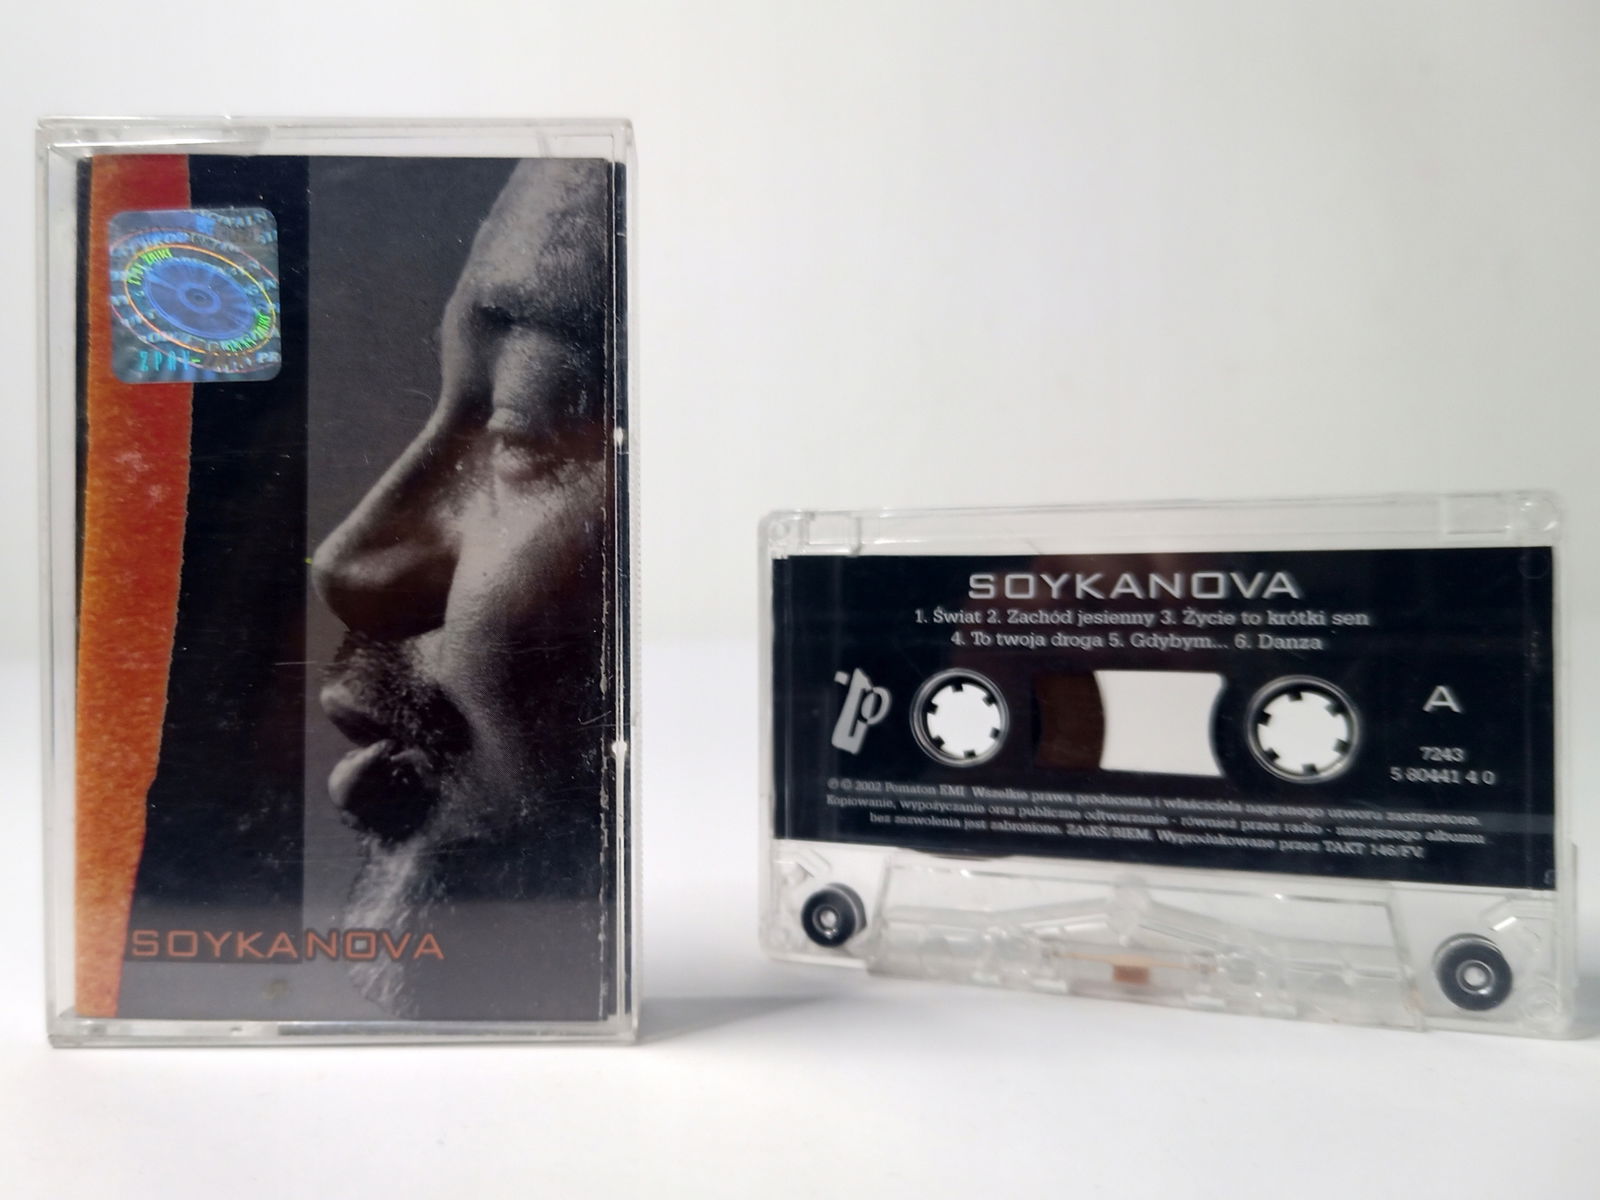 ZPAV
SOYKANOVA
SOYKANOVA
1. Świat 2. Zachód jesienny 3. Życie to krótki sen
4. To twoja droga 5. Gdybym... 6. Danza
A
7243
5 80441 4 0
℗ © 2002 Pomaton EMI Wszelkie prawa producenta i właściciela nagranego utworu zastrzeżone.
Kopiowanie, wypożyczanie oraz publiczne odtwarzanie - również przez radio - niniejszego albumu
bez zezwolenia jest zabronione. ZAiKS/BIEM Wyprodukowane przez TAKT 146/FV